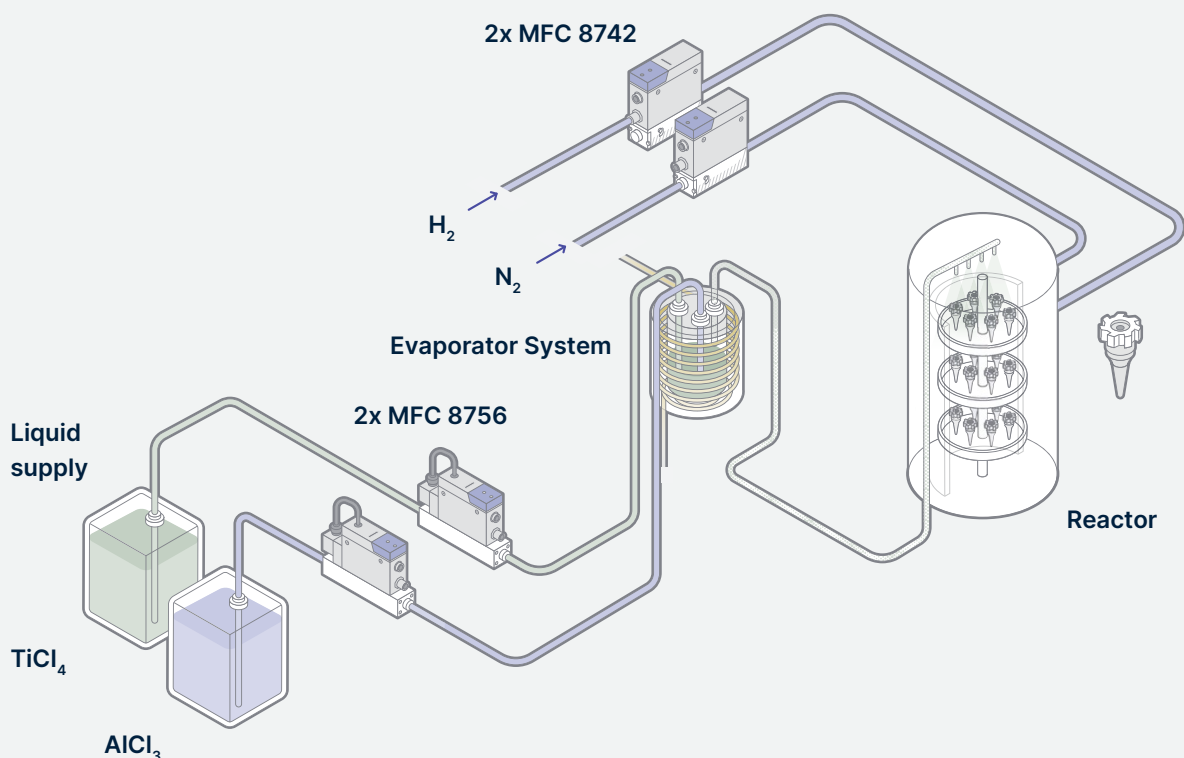 2x MFC 8742
H₂
N₂
Evaporator System
2x MFC 8756
Liquid
supply
Reactor
TiCl₄
AlCl₃